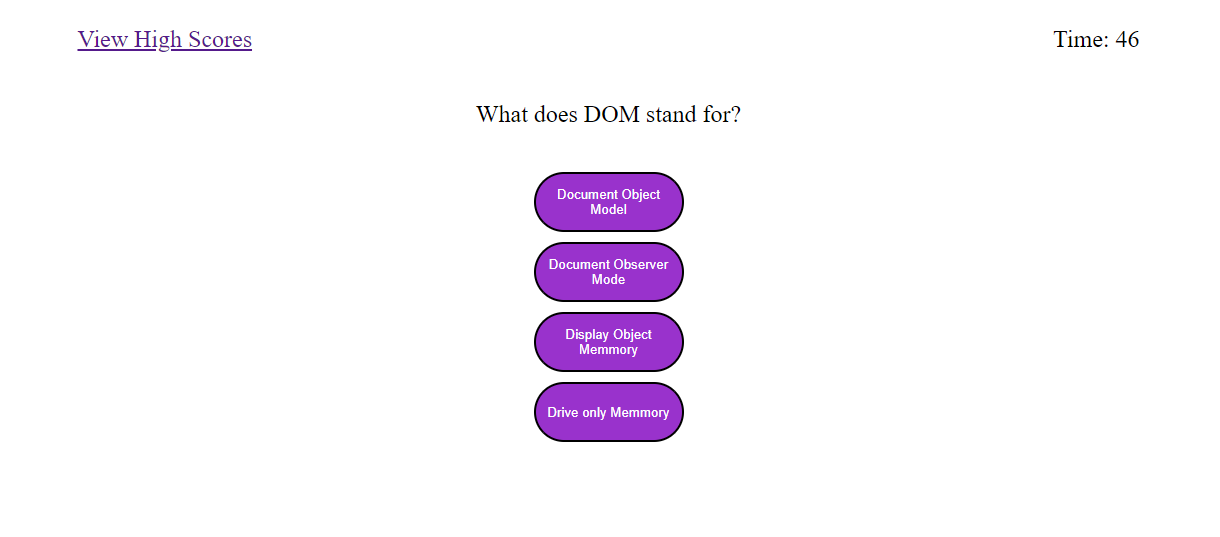 View High Scores
Time: 46
What does DOM stand for?
Document Object
Model
Document Observer
Mode
Display Object
Memmory
Drive only Memmory